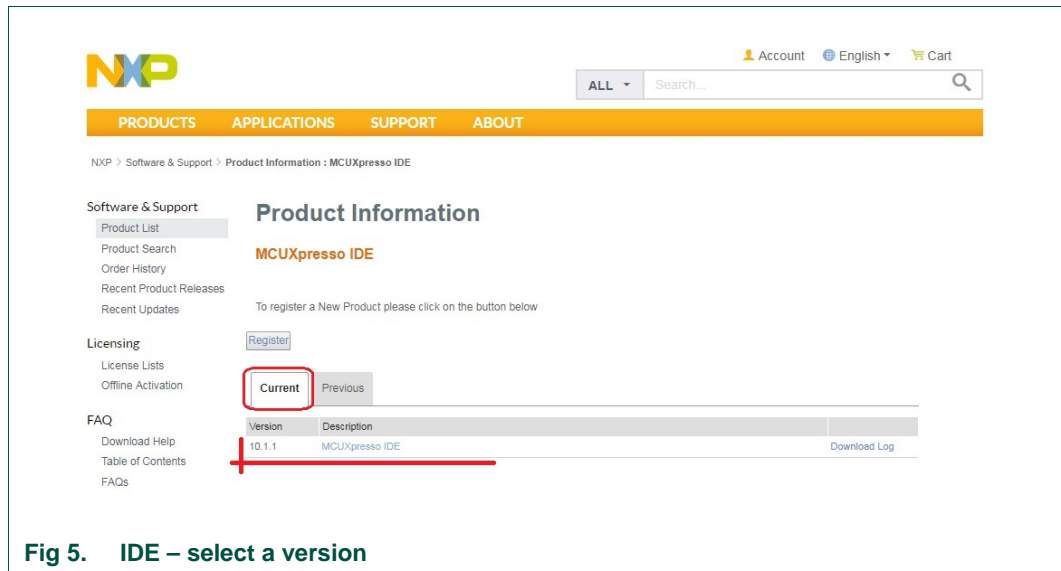 NXP
Account English Cart
ALL Search...
PRODUCTS APPLICATIONS SUPPORT ABOUT
NXP > Software & Support > Product Information : MCUXpresso IDE
Software & Support
Product List
Product Search
Order History
Recent Product Releases
Recent Updates
Licensing
License Lists
Offline Activation
FAQ
Download Help
Table of Contents
FAQs
Product Information
MCUXpresso IDE
To register a New Product please click on the button below
Register
Current Previous
Version Description
10.1.1 MCUXpresso IDE Download Log
Fig 5. IDE – select a version